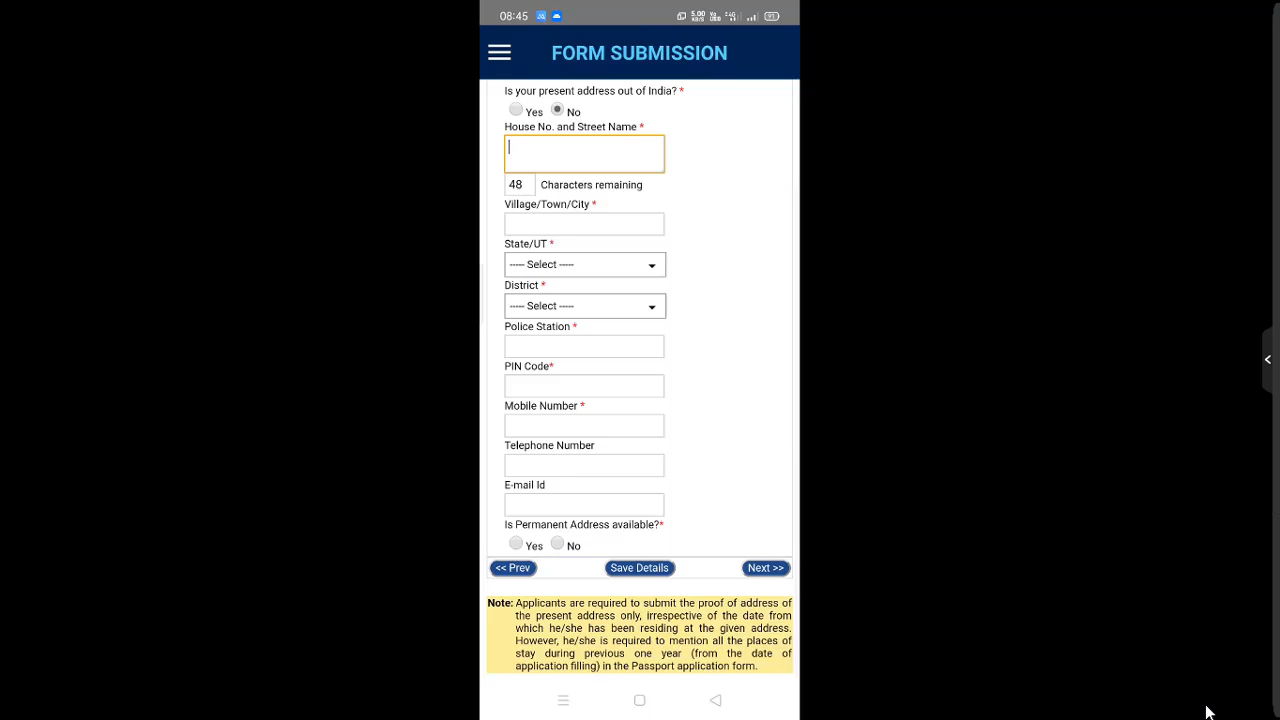 08:45
5.00 KB/S
FORM SUBMISSION
Is your present address out of India? *
Yes No
House No. and Street Name *
48 Characters remaining
Village/Town/City *
State/UT *
----- Select -----
District *
----- Select -----
Police Station *
PIN Code*
Mobile Number *
Telephone Number
E-mail Id
Is Permanent Address available?*
Yes No
<< Prev Save Details Next >>
Note: Applicants are required to submit the proof of address of
the present address only, irrespective of the date from
which he/she has been residing at the given address.
However, he/she is required to mention all the places of
stay during previous one year (from the date of
application filling) in the Passport application form.